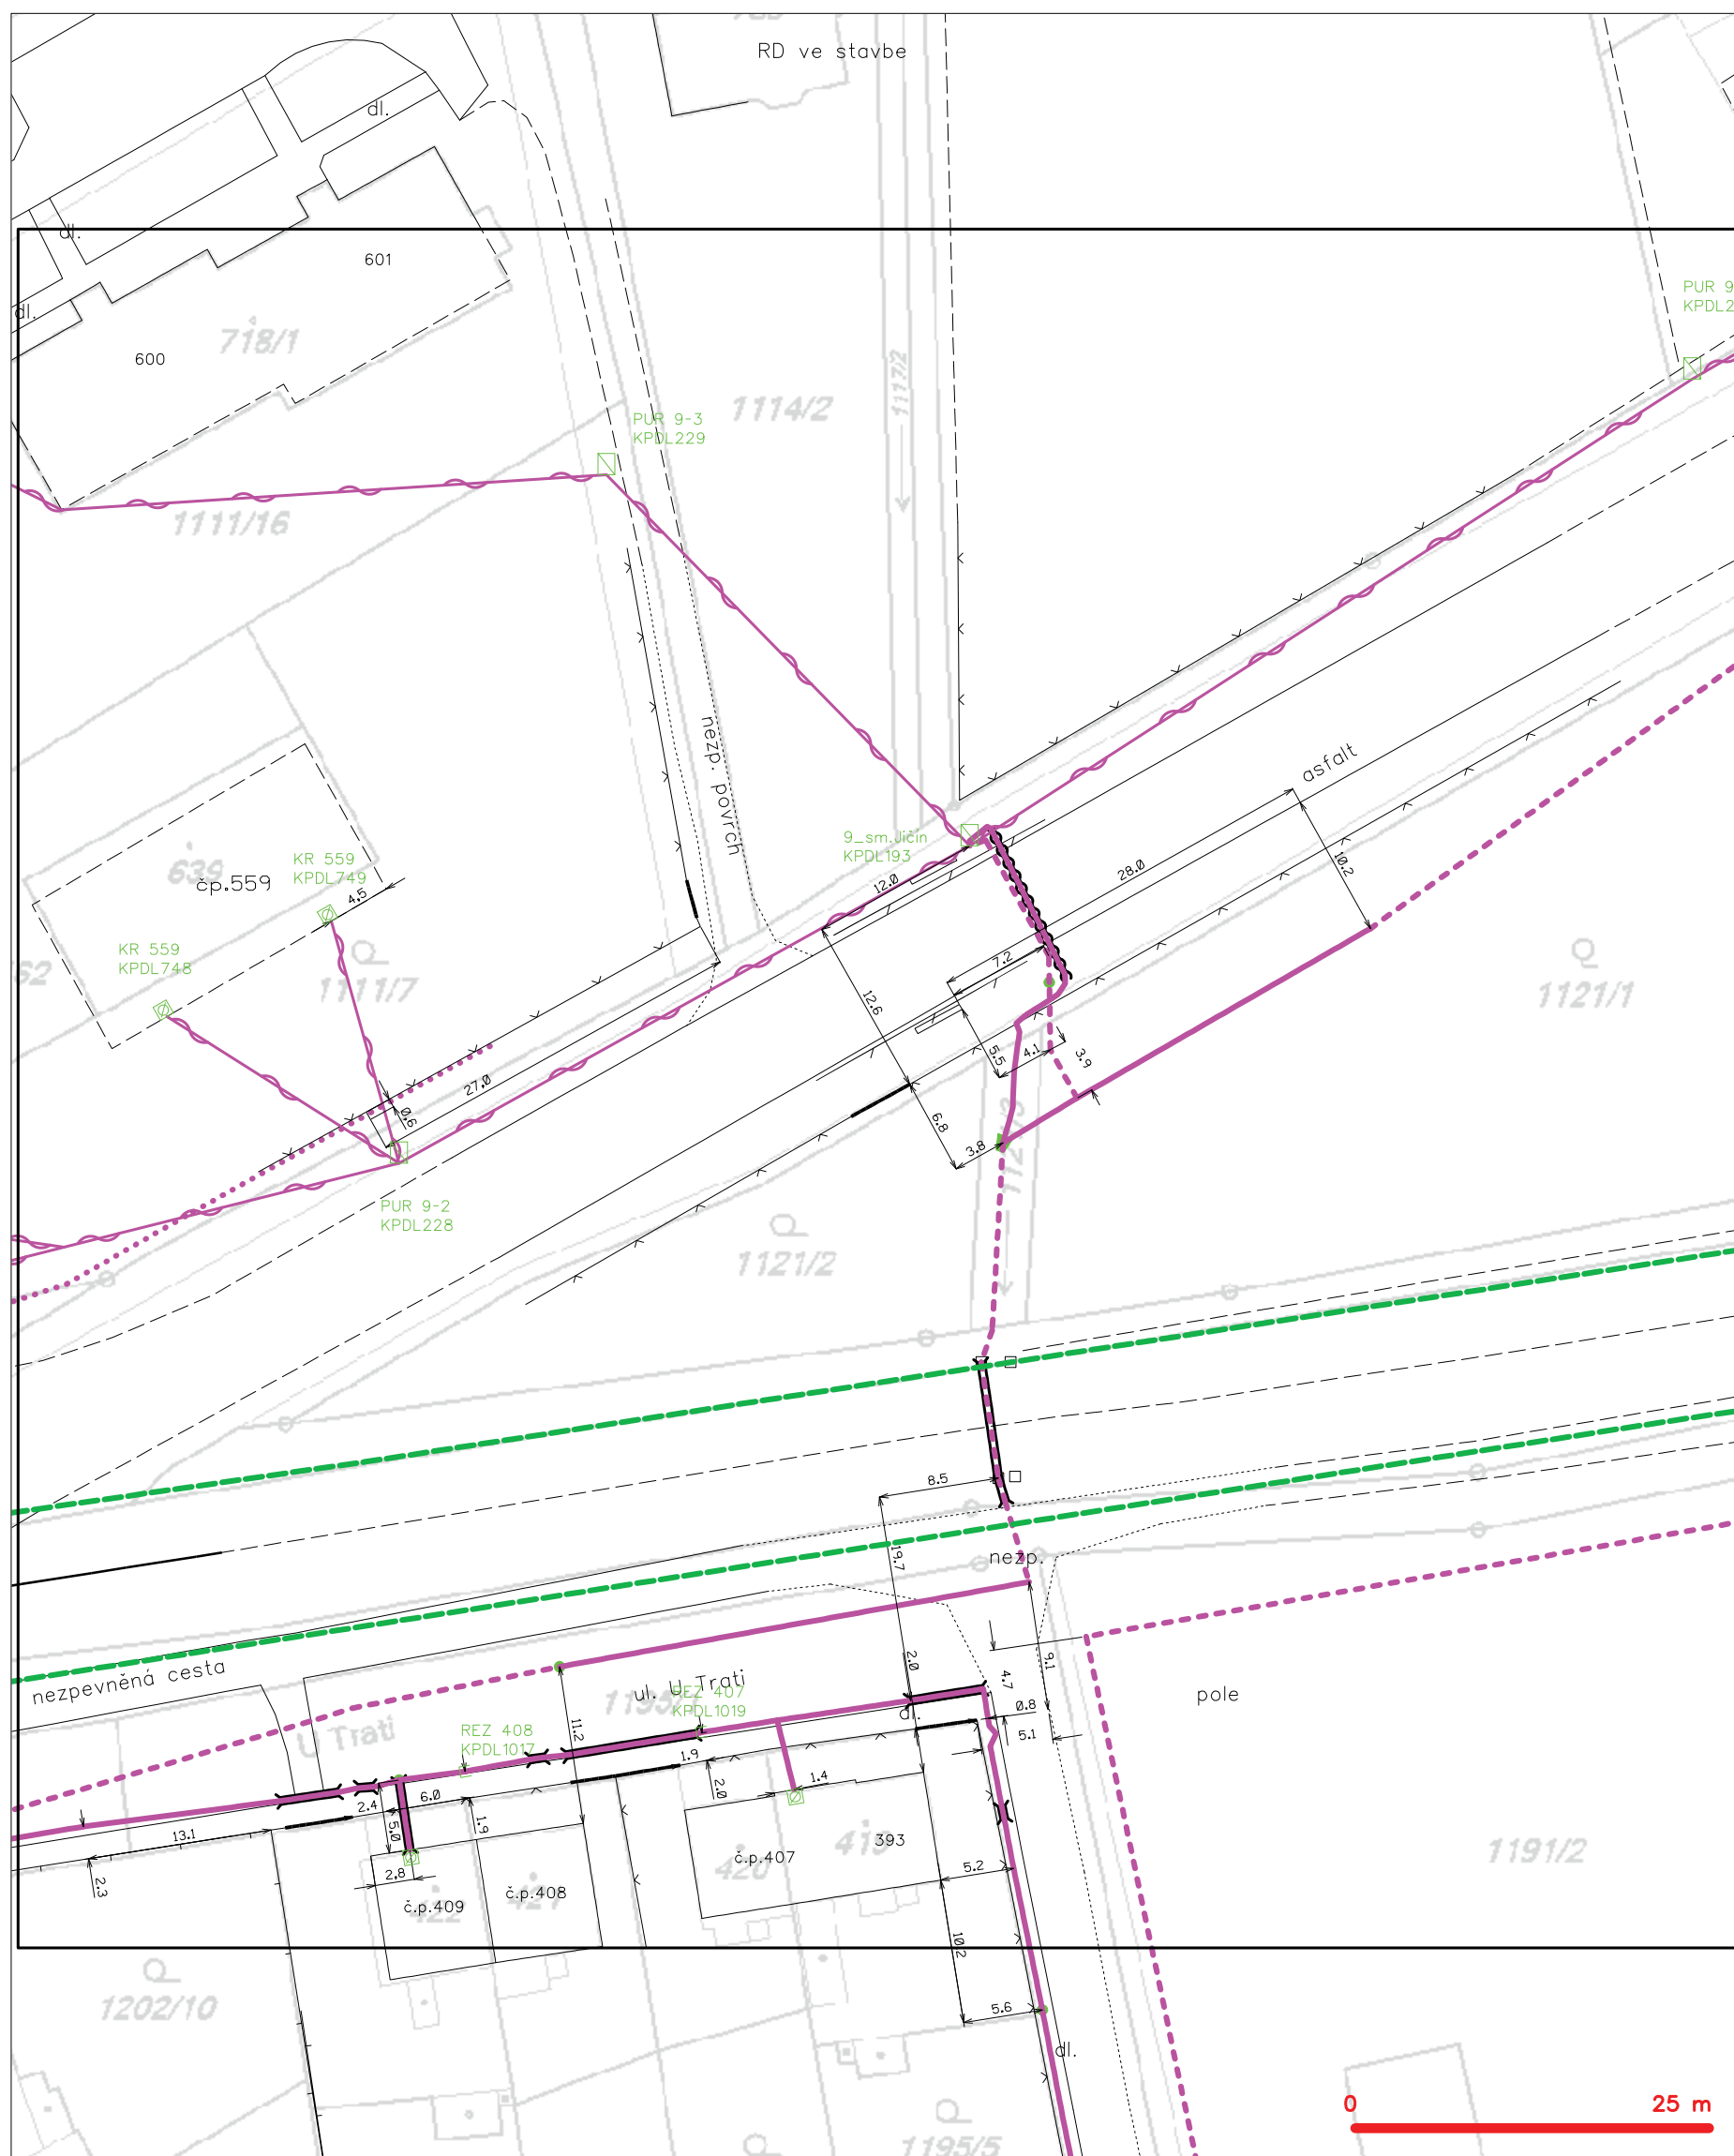 RD ve stavbe
dl.
dl.
dl.
601
600
718/1
1117/2
1114/2
PUR 9
KPDL2
PUR 9-3
KPDL229
1111/16
nezp. povrch
asfalt
9_sm.Jičín
KPDL193
12.0
28.0
10.2
639
čp.559
KR 559
KPDL749
4.5
KR 559
KPDL748
62
1111/7
7.2
12.6
5.5
4.1
3.9
1121/1
27.0
0.6
6.8
3.8
PUR 9-2
KPDL228
1121/2
8.5
19.7
nezp.
nezpevněná cesta
ul. U Trati
U Trati
REZ 407
KPDL1019
REZ 408
KPDL1017
11.2
2.0
dl.
4.7
9.1
0.8
5.1
pole
1.9
2.0
1.4
2.4
6.0
5.0
1.9
13.1
2.3
2.8
č.p.409
č.p.408
č.p.407
393
419
420
421
422
5.2
10.2
1191/2
1202/10
5.6
dl.
1195/5
0
25 m